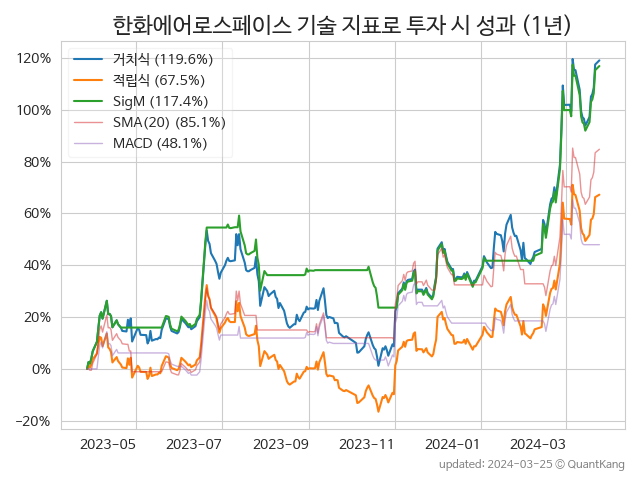 한화에어로스페이스 기술 지표로 투자 시 성과 (1년)
거치식 (119.6%)
적립식 (67.5%)
SigM (117.4%)
SMA(20) (85.1%)
MACD (48.1%)
120%
100%
80%
60%
40%
20%
0%
−20%
2023−05 2023−07 2023−09 2023−11 2024−01 2024−03
updated: 2024−03−25 © QuantKang